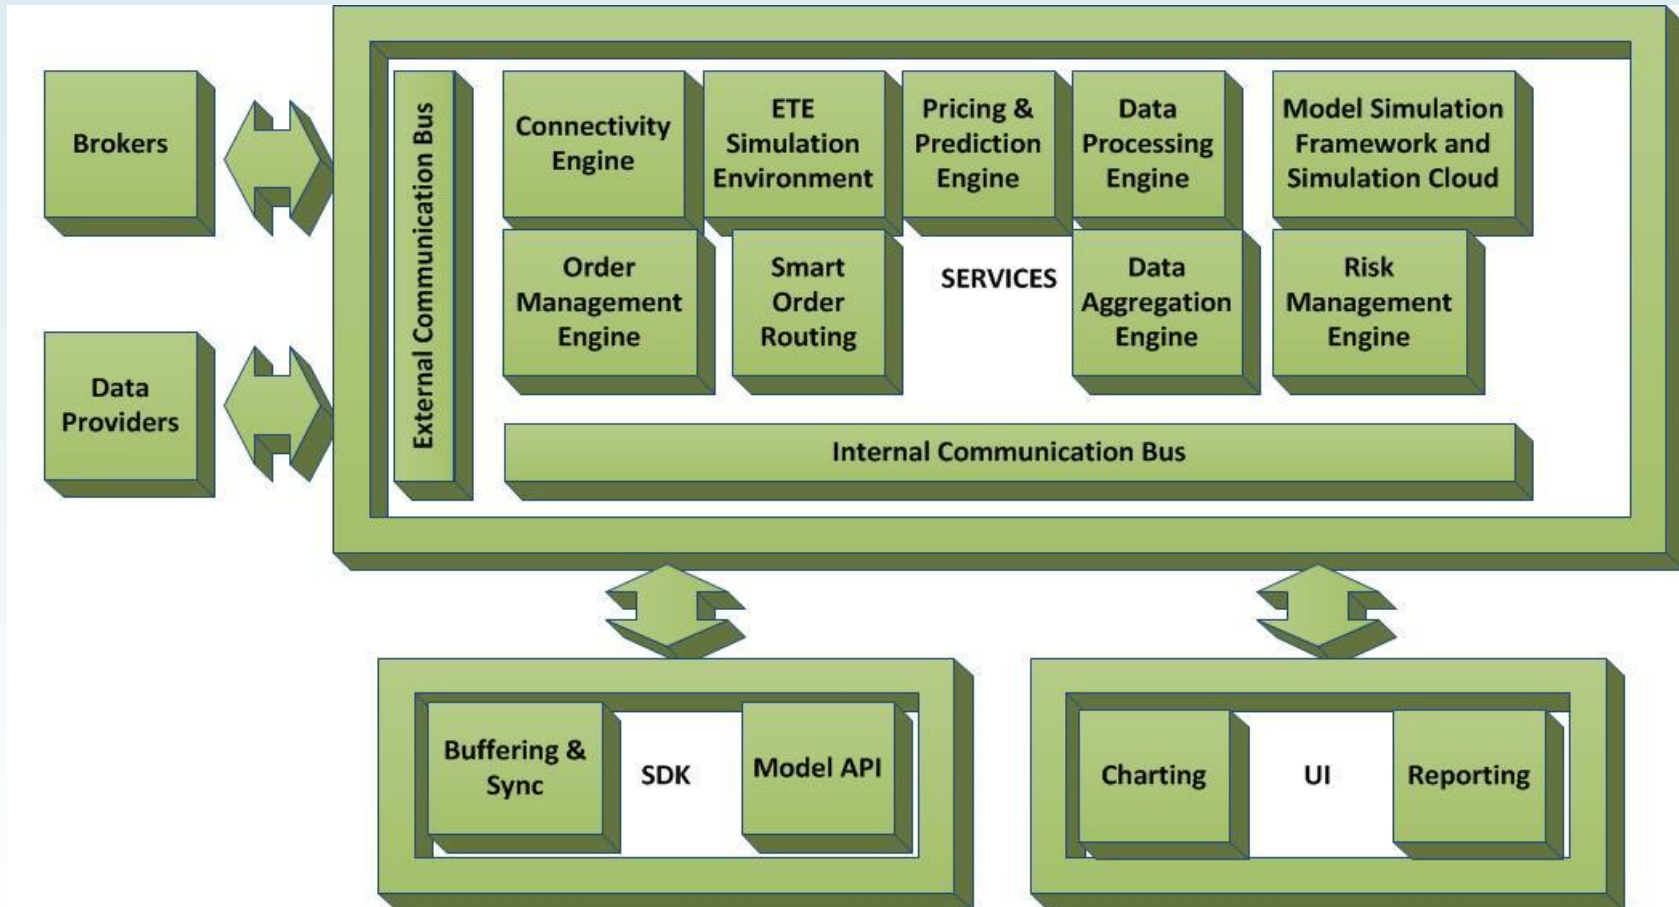 Brokers
Data
Providers
External Communication Bus
Connectivity
Engine
ETE
Simulation
Environment
Pricing &
Prediction
Engine
Data
Processing
Engine
Model Simulation
Framework and
Simulation Cloud
Order
Management
Engine
Smart
Order
Routing
SERVICES
Data
Aggregation
Engine
Risk
Management
Engine
Internal Communication Bus
Buffering &
Sync
SDK
Model API
Charting
UI
Reporting